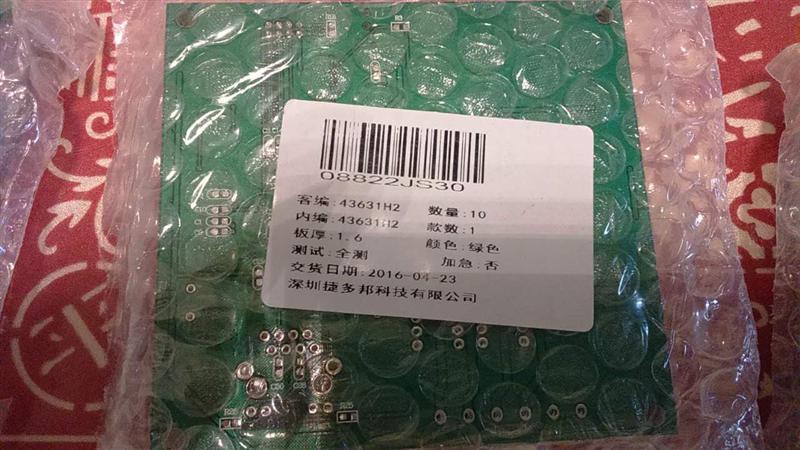 08822JS30
客编:43631H2 数量:10
内编:43631H2 款数:1
板厚:1.6 颜色:绿色
测试:全测 加急:否
交货日期:2016-04-23
深圳捷多邦科技有限公司
R25